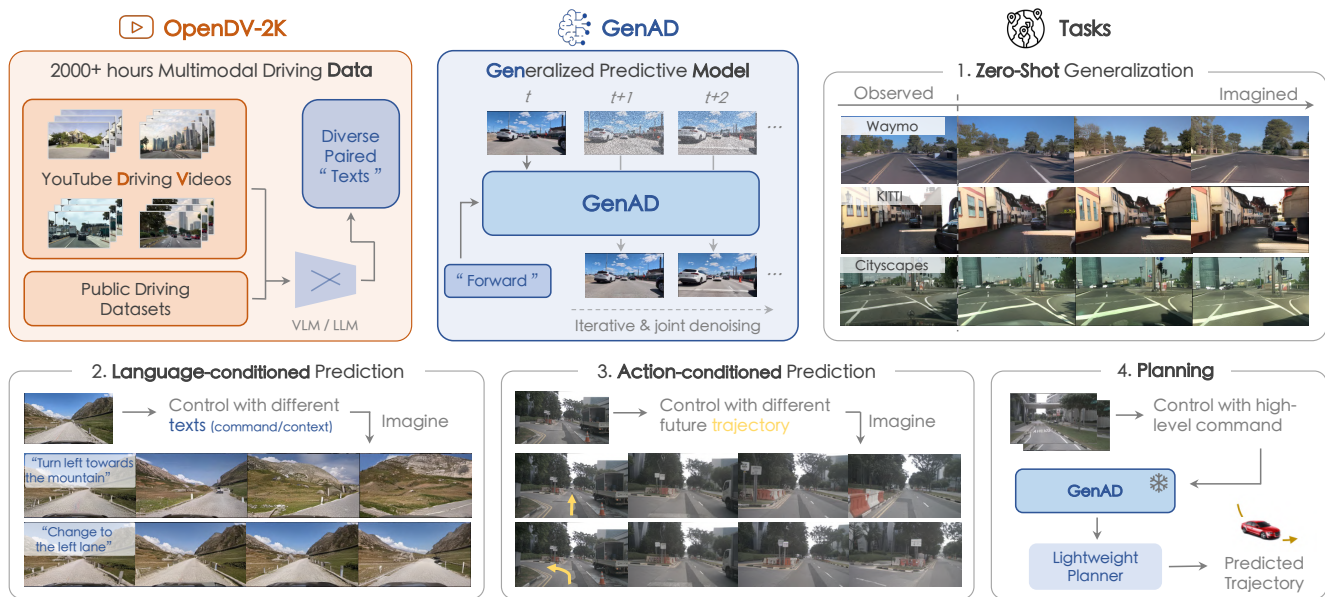 OpenDV-2K
2000+ hours Multimodal Driving Data
YouTube Driving Videos
Public Driving
Datasets
Diverse
Paired
“ Texts ”
VLM / LLM
GenAD
Generalized Predictive Model
t
t+1
t+2
...
GenAD
“ Forward ”
...
Iterative & joint denoising
Tasks
1. Zero-Shot Generalization
Observed
Imagined
Waymo
KITTI
Cityscapes
2. Language-conditioned Prediction
Control with different
texts (command/context)
Imagine
“Turn left towards
the mountain”
“Change to
the left lane”
3. Action-conditioned Prediction
Control with different
future trajectory
Imagine
4. Planning
Control with high-
level command
GenAD
Lightweight
Planner
Predicted
Trajectory